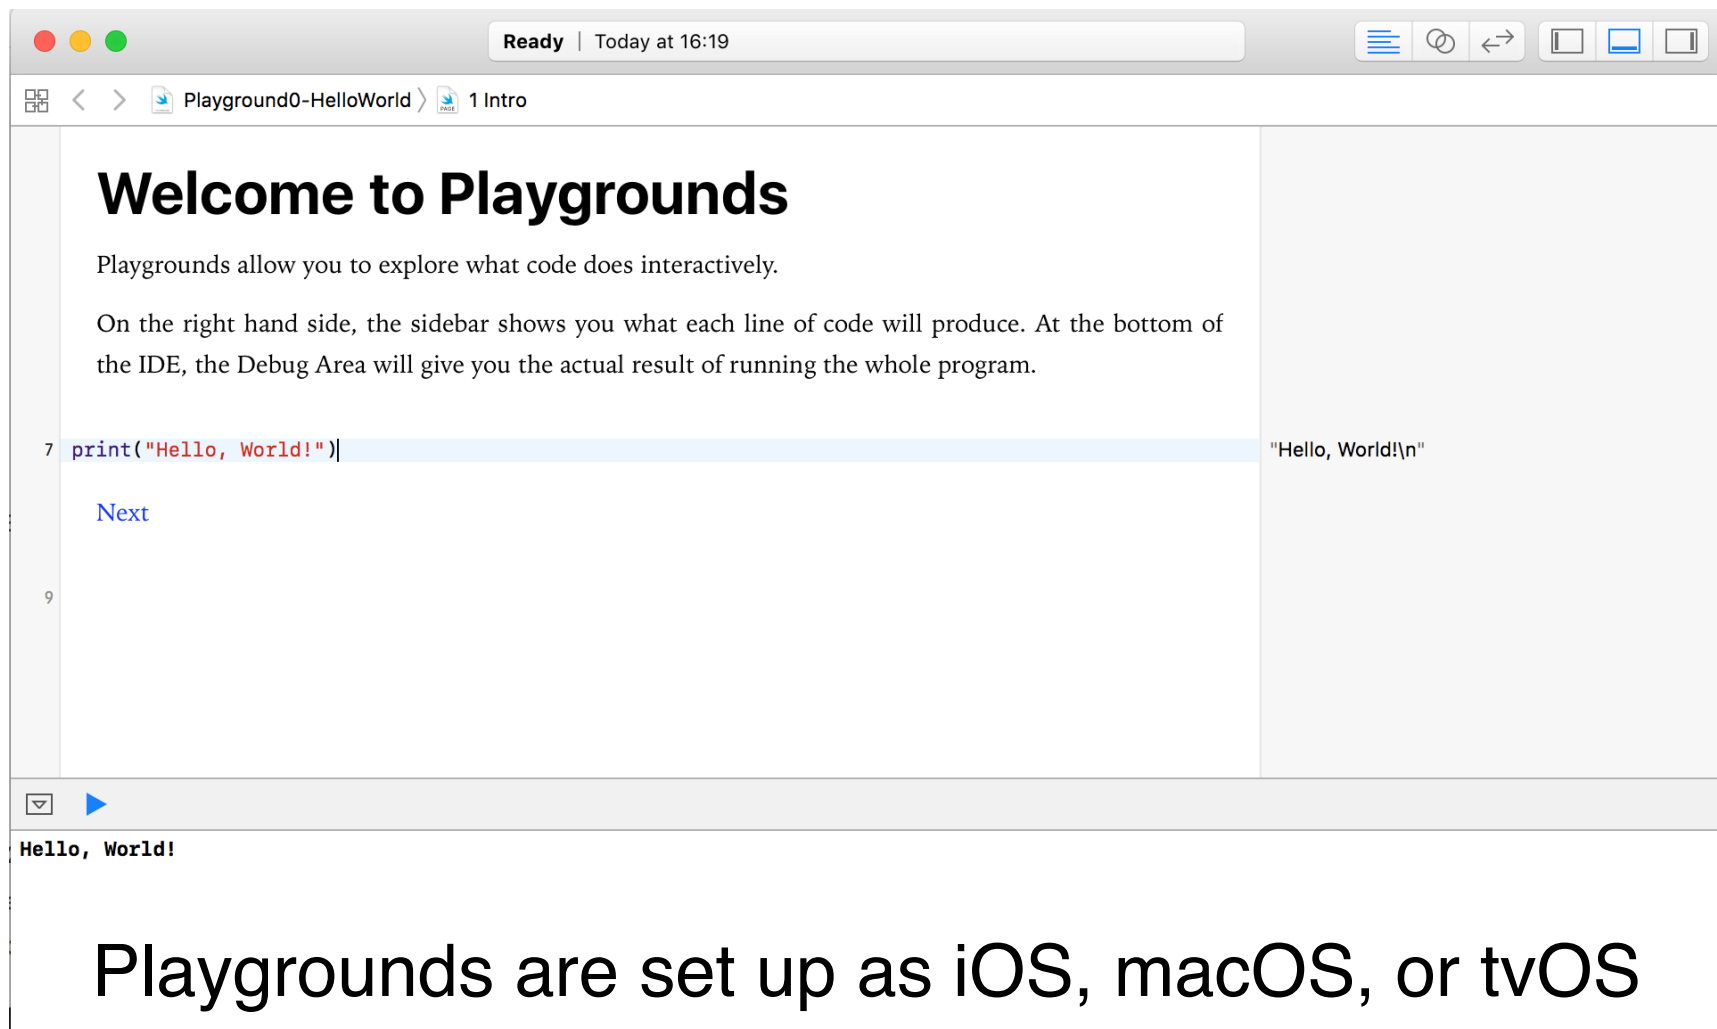 Ready | Today at 16:19
Playground0-HelloWorld 〉 1 Intro
Welcome to Playgrounds
Playgrounds allow you to explore what code does interactively.
On the right hand side, the sidebar shows you what each line of code will produce. At the bottom of
the IDE, the Debug Area will give you the actual result of running the whole program.
7 print("Hello, World!") "Hello, World!\n"
Next
9
Hello, World!
Playgrounds are set up as iOS, macOS, or tvOS